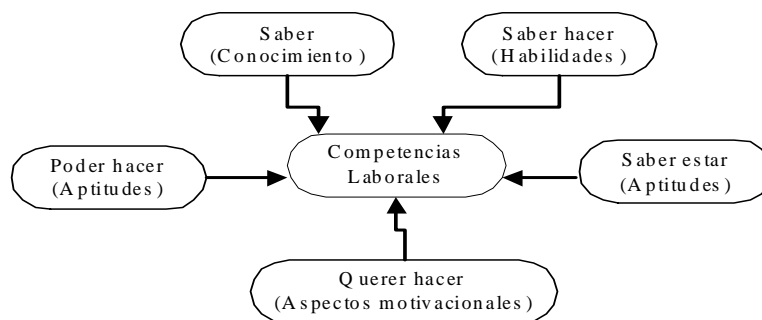 Saber
(Conocimiento)
Saber hacer
(Habilidades)
Poder hacer
(Aptitudes)
Competencias
Laborales
Saber estar
(Aptitudes)
Querer hacer
(Aspectos motivacionales)